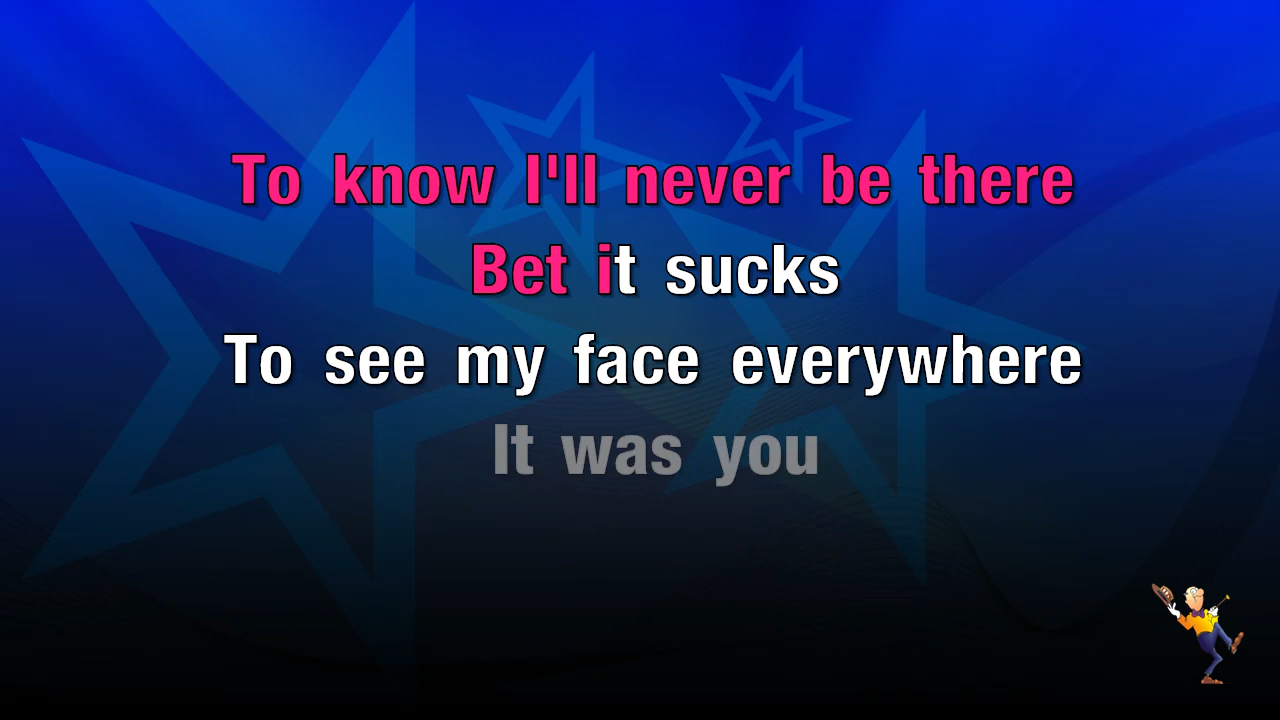 To know I'll never be there
Bet it sucks
To see my face everywhere
It was you